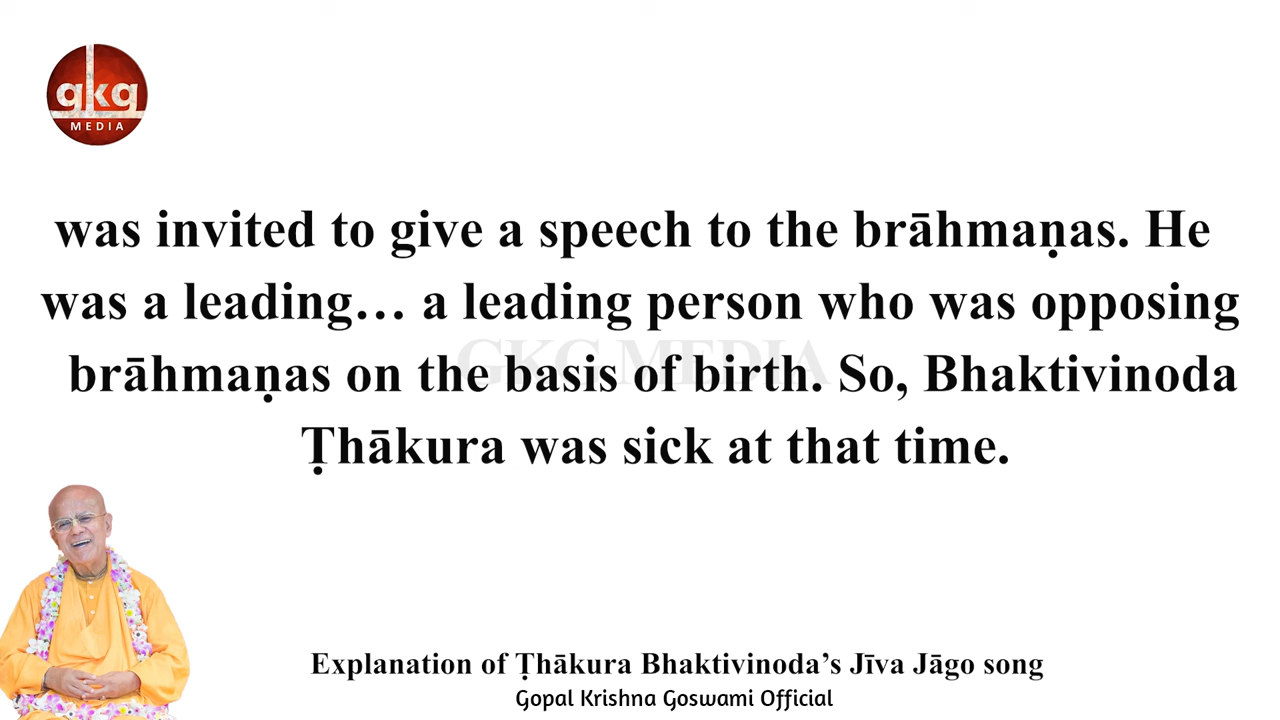 gkg
MEDIA
was invited to give a speech to the brāhmaṇas. He
was a leading… a leading person who was opposing
GKG MEDIA
brāhmaṇas on the basis of birth. So, Bhaktivinoda
Ṭhākura was sick at that time.
Explanation of Ṭhākura Bhaktivinoda’s Jīva Jāgo song
Gopal Krishna Goswami Official